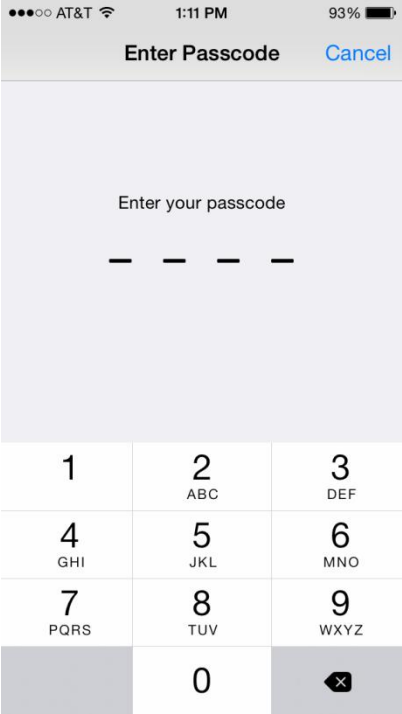 AT&T 1:11 PM 93%
Enter Passcode Cancel
Enter your passcode
1 2 3
ABC DEF
4 5 6
GHI JKL MNO
7 8 9
PQRS TUV WXYZ
0